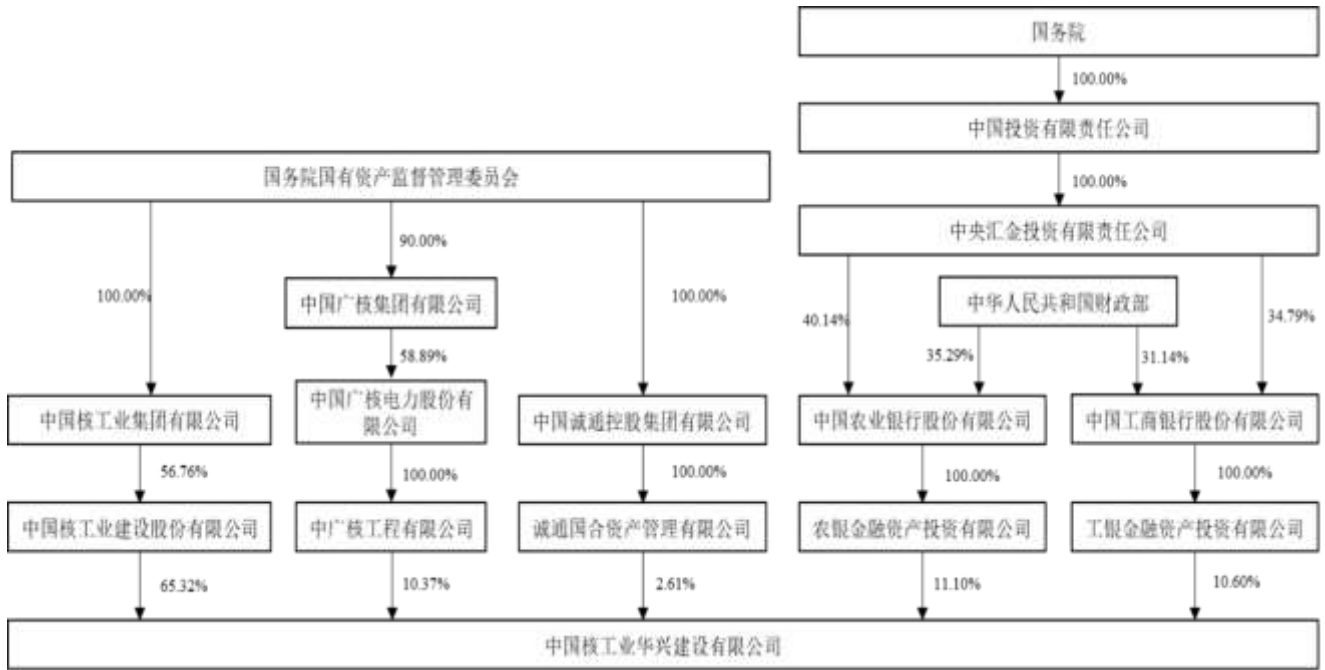 国务院
100.00%
中国投资有限责任公司
100.00%
国务院国有资产监督管理委员会
中央汇金投资有限责任公司
90.00%
100.00%
中国广核集团有限公司
100.00%
40.14%
中华人民共和国财政部
34.79%
58.89%
35.29%
31.14%
中国核工业集团有限公司
中国广核电力股份有
限公司
中国诚通控股集团有限公司
中国农业银行股份有限公司
中国工商银行股份有限公司
56.76%
100.00%
100.00%
100.00%
100.00%
中国核工业建设股份有限公司
中广核工程有限公司
诚通国合资产管理有限公司
农银金融资产投资有限公司
工银金融资产投资有限公司
65.32%
10.37%
2.61%
11.10%
10.60%
中国核工业华兴建设有限公司